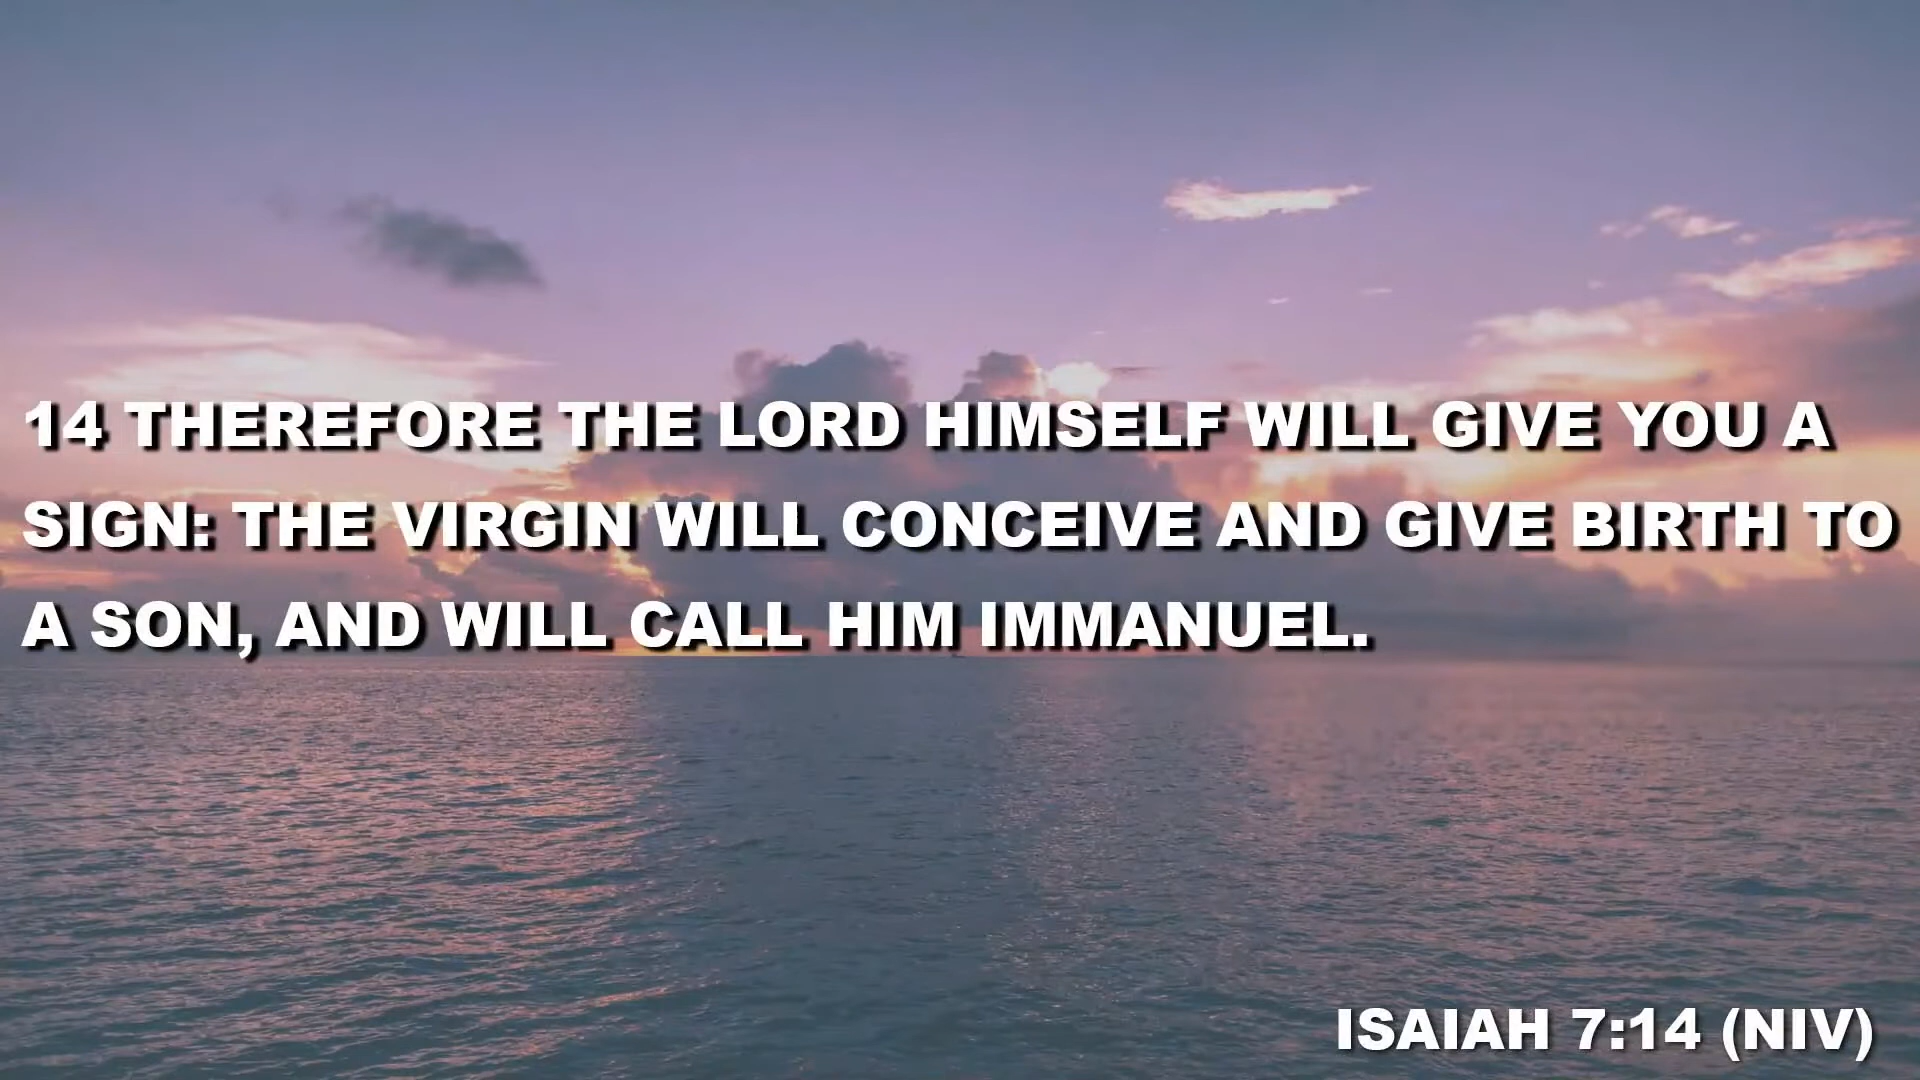 14 THEREFORE THE LORD HIMSELF WILL GIVE YOU A
SIGN: THE VIRGIN WILL CONCEIVE AND GIVE BIRTH TO
A SON, AND WILL CALL HIM IMMANUEL.
ISAIAH 7:14 (NIV)